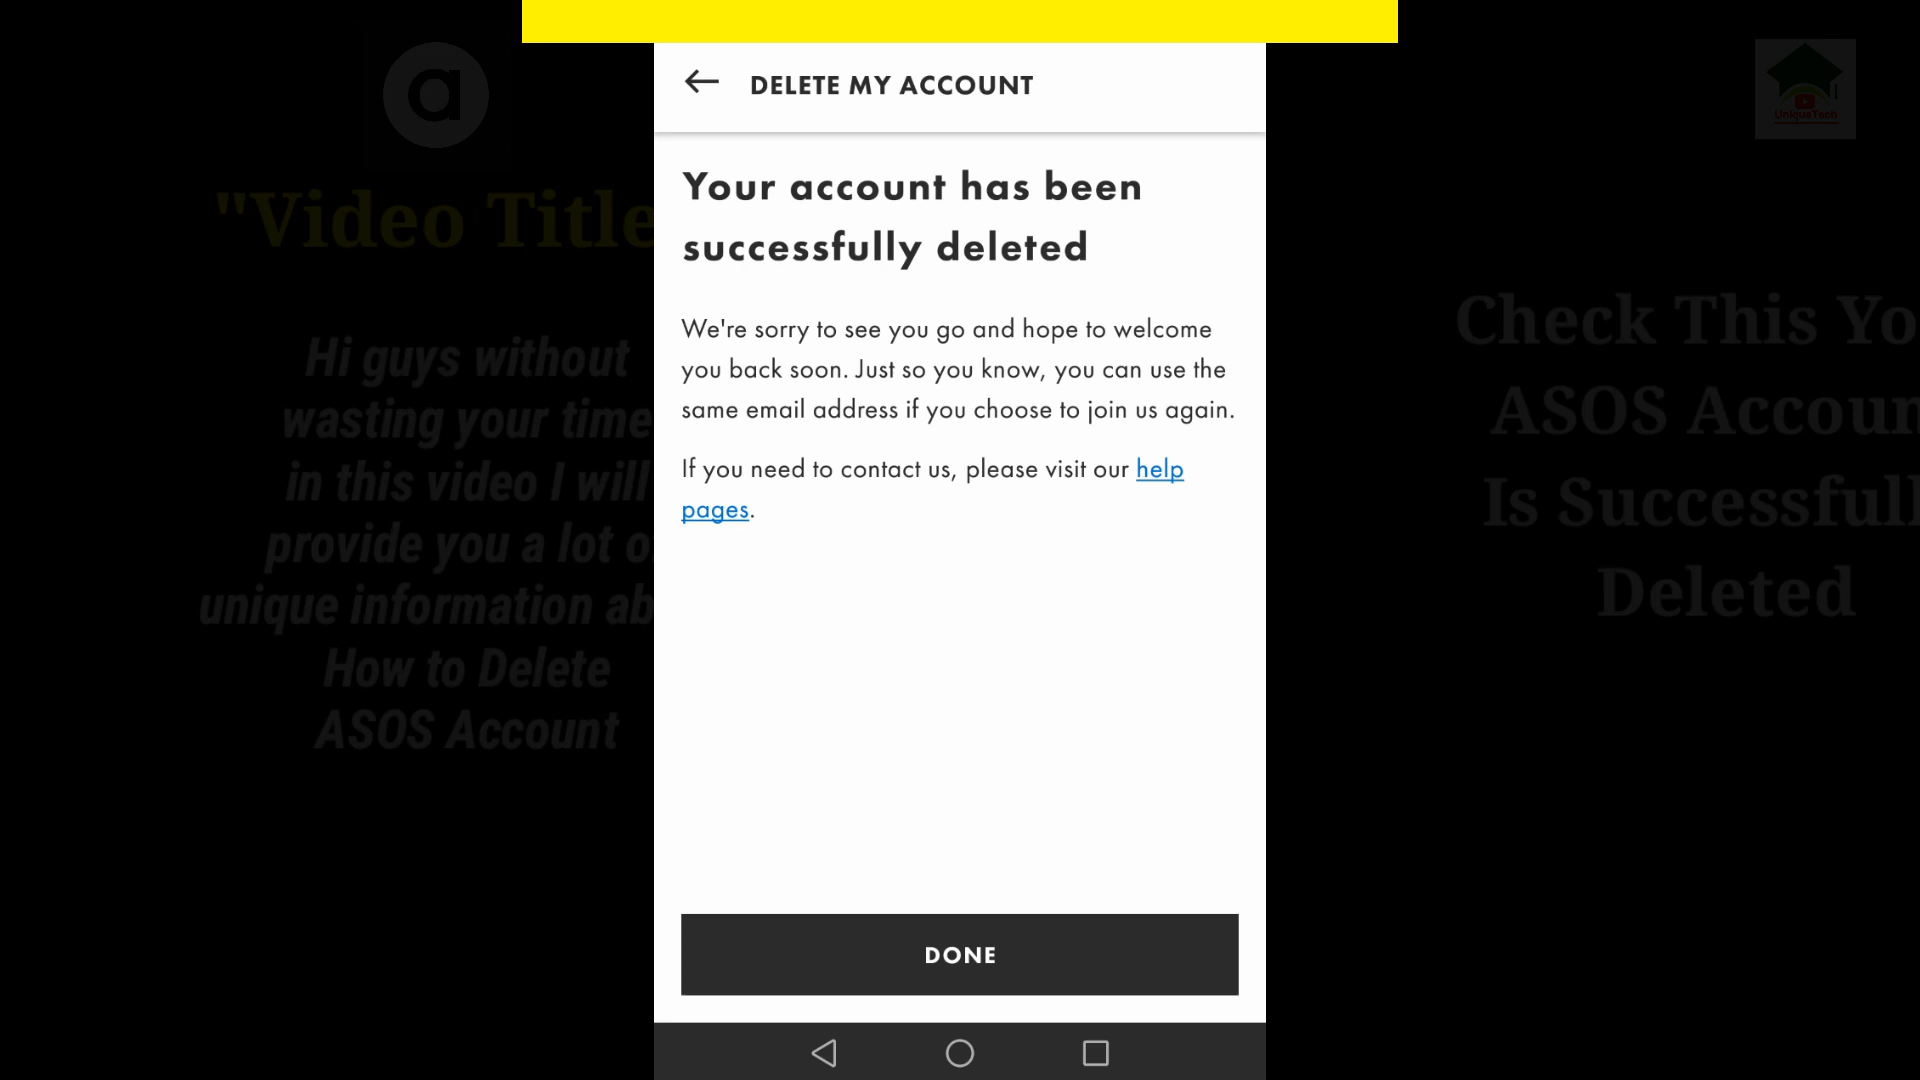 a
"Video Title
Hi guys without
wasting your time
in this video I will
provide you a lot o
unique information ab
How to Delete
ASOS Account
DELETE MY ACCOUNT
Your account has been
successfully deleted
We're sorry to see you go and hope to welcome
you back soon. Just so you know, you can use the
same email address if you choose to join us again.
If you need to contact us, please visit our help
pages.
DONE
UnkjusTech
Check This Yo
ASOS Accoun
Is Successfull
Deleted